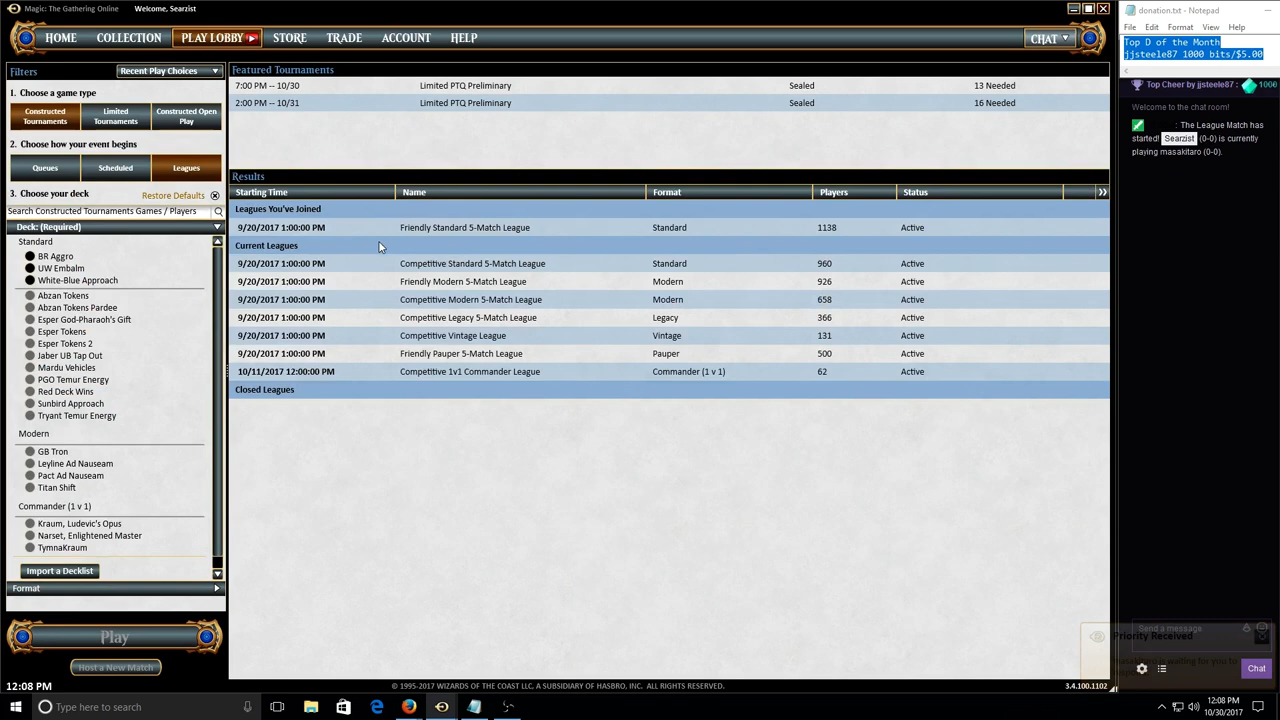 Magic: The Gathering Online Welcome, Searzist
HOME COLLECTION PLAY LOBBY STORE TRADE ACCOUNT HELP CHAT
Filters Recent Play Choices
1. Choose a game type
Constructed Tournaments Limited Tournaments Constructed Open Play
2. Choose how your event begins
Queues Scheduled Leagues
3. Choose your deck Restore Defaults
Search Constructed Tournaments Games / Players
Deck: (Required)
Standard
BR Aggro
UW Embalm
White-Blue Approach
Abzan Tokens
Abzan Tokens Pardee
Esper God-Pharaoh's Gift
Esper Tokens
Esper Tokens 2
Jaber UB Tap Out
Mardu Vehicles
PGO Temur Energy
Red Deck Wins
Sunbird Approach
Tryant Temur Energy
Modern
GB Tron
Leyline Ad Nauseam
Pact Ad Nauseam
Titan Shift
Commander (1 v 1)
Kraum, Ludevic's Opus
Narset, Enlightened Master
TymnaKraum
Import a Decklist
Format
Play
Host a New Match
12:08 PM
Featured Tournaments
7:00 PM -- 10/30 Limited PTQ Preliminary Sealed 13 Needed
2:00 PM -- 10/31 Limited PTQ Preliminary Sealed 16 Needed
Results
Starting Time Name Format Players Status
Leagues You've Joined
9/20/2017 1:00:00 PM Friendly Standard 5-Match League Standard 1138 Active
Current Leagues
9/20/2017 1:00:00 PM Competitive Standard 5-Match League Standard 960 Active
9/20/2017 1:00:00 PM Friendly Modern 5-Match League Modern 926 Active
9/20/2017 1:00:00 PM Competitive Modern 5-Match League Modern 658 Active
9/20/2017 1:00:00 PM Competitive Legacy 5-Match League Legacy 366 Active
9/20/2017 1:00:00 PM Competitive Vintage League Vintage 131 Active
9/20/2017 1:00:00 PM Friendly Pauper 5-Match League Pauper 500 Active
10/11/2017 12:00:00 PM Competitive 1v1 Commander League Commander (1 v 1) 62 Active
Closed Leagues
© 1995-2017 WIZARDS OF THE COAST LLC, A SUBSIDIARY OF HASBRO, INC. ALL RIGHTS RESERVED. 3.4.100.1102
donation.txt - Notepad
File Edit Format View Help
Top D of the Month
jjsteele87 1000 bits/$5.00
Top Cheer by jjsteele87: 1000
Welcome to the chat room!
: The League Match has
started! Searzist (0-0) is currently
playing masakitaro (0-0).
Send a message
Priority Received
is waiting for you to
Chat
Type here to search
12:08 PM
10/30/2017